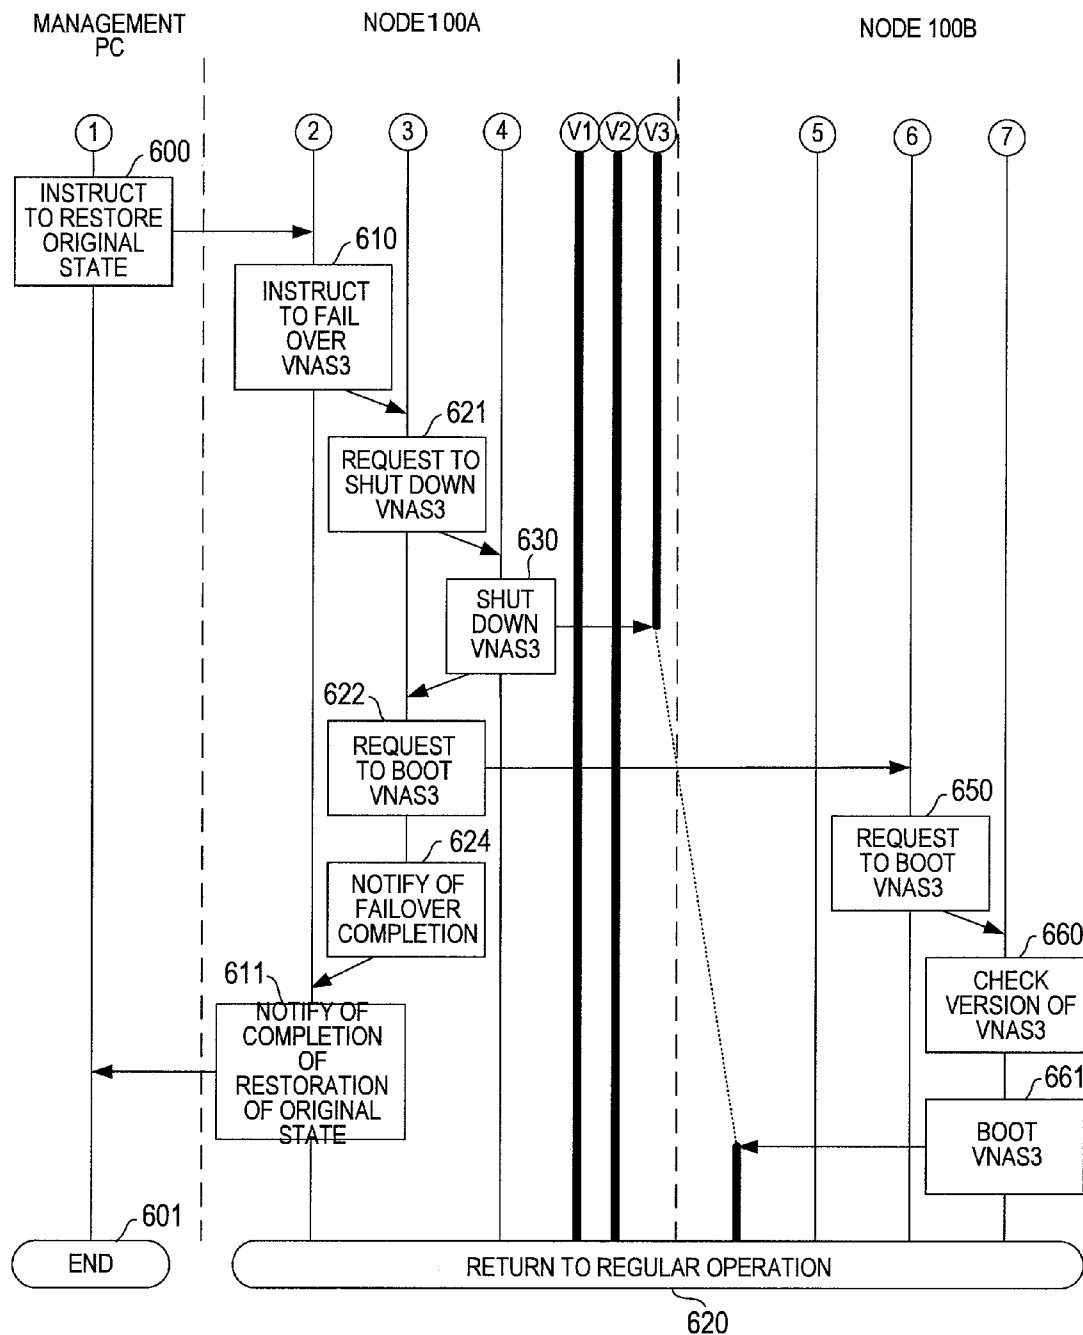 MANAGEMENT
PC
NODE100A
NODE 100B
1
2
3
4
V1
V2
V3
5
6
7
600
INSTRUCT
TO RESTORE
ORIGINAL
STATE
610
INSTRUCT
TO FAIL
OVER
VNAS3
621
REQUEST TO
SHUT DOWN
VNAS3
630
SHUT
DOWN
VNAS3
622
REQUEST
TO BOOT
VNAS3
650
REQUEST
TO BOOT
VNAS3
624
NOTIFY OF
FAILOVER
COMPLETION
660
CHECK
VERSION OF
VNAS3
611
NOTIFY OF
COMPLETION
OF
RESTORATION
OF ORIGINAL
STATE
661
BOOT
VNAS3
601
END
RETURN TO REGULAR OPERATION
620